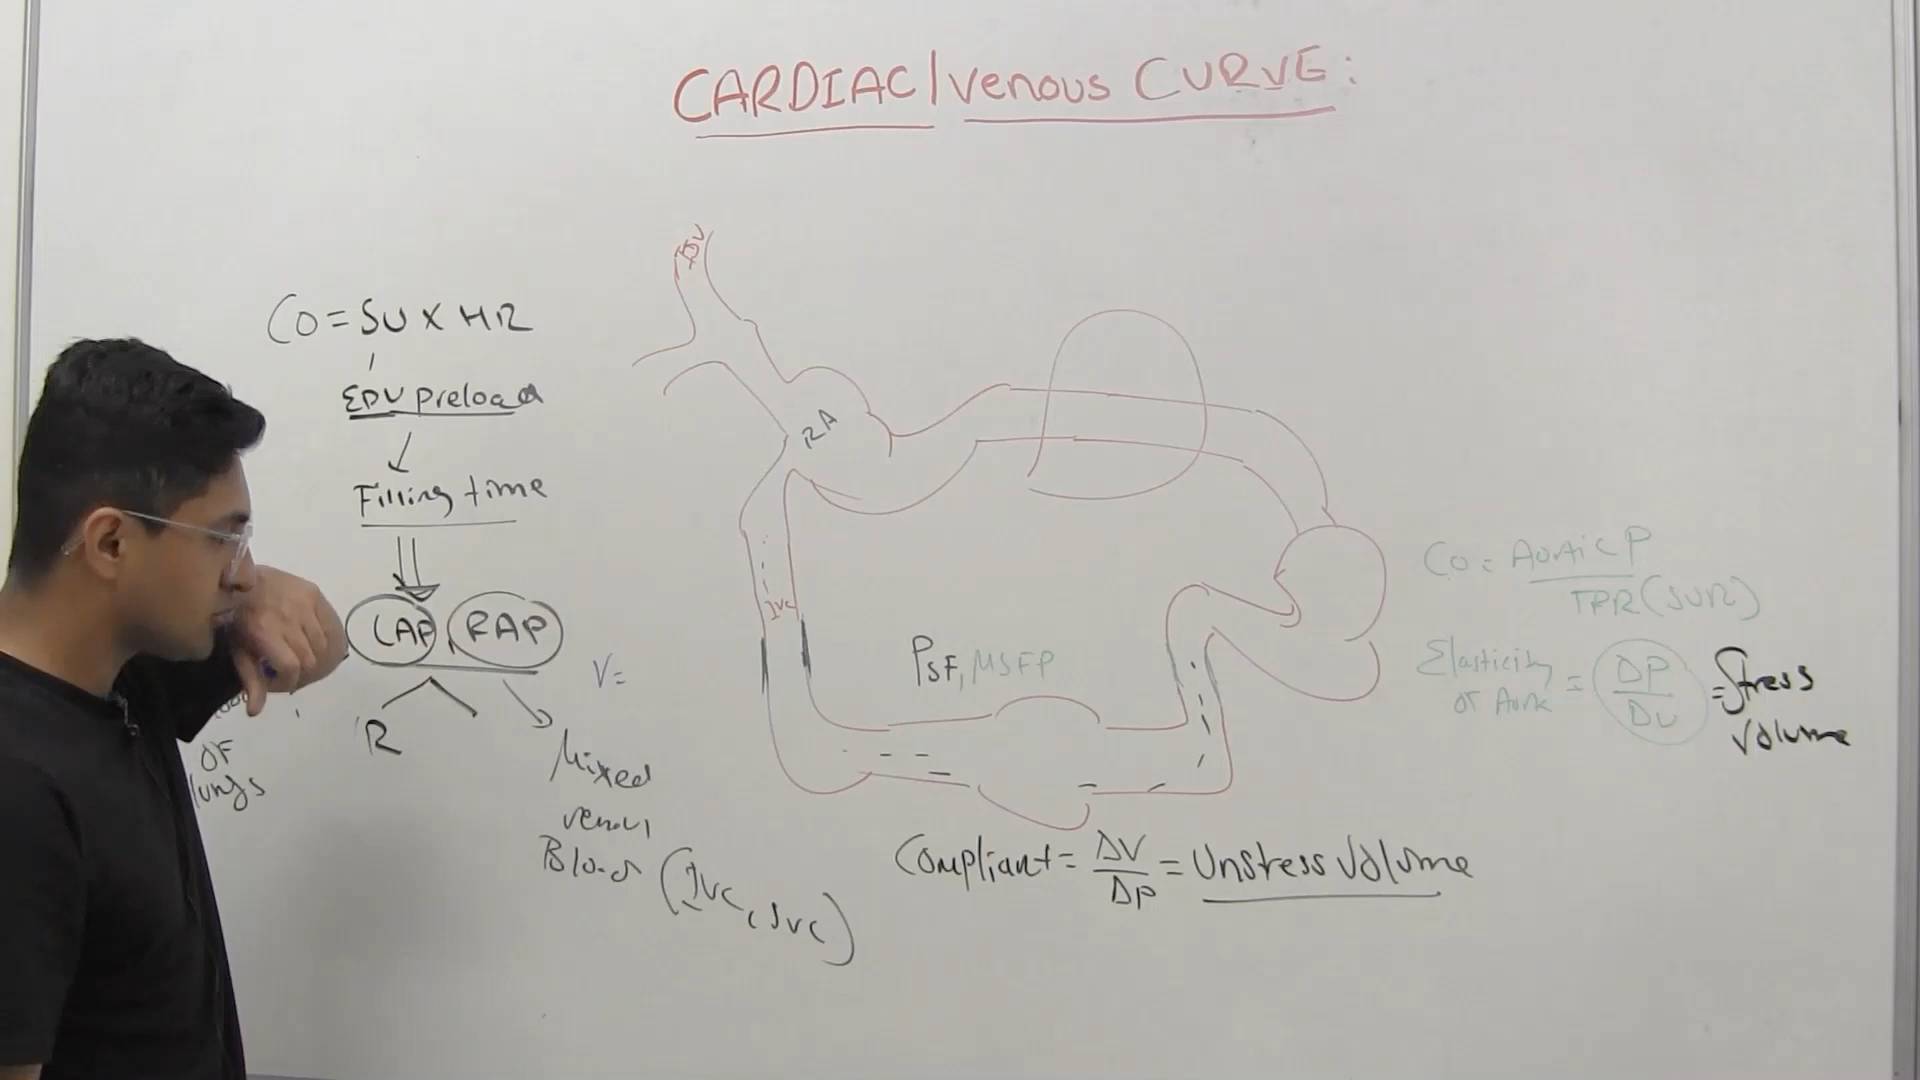 CARDIAC/venous CURVE:
CO = SV X HR
EDV preload
Filling time
LAP, RAP
R
OF
lungs
Mixed
venous
Blood (IVC, SVC)
V=
RA
IVC
PSF, MSFP
Compliant = ΔV/ΔP = Unstress Volume
CO = Aortic P
TPR (SVR)
Elasticity
of Aorta
= ΔP/DV = Stress
Volume